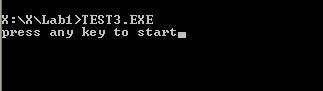 X:\X\Lab1>TEST3.EXE
press any key to start